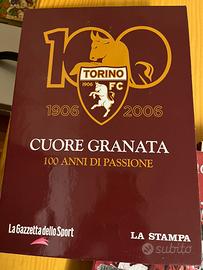 100
TORINO
1906 FC
1906 2006
CUORE GRANATA
100 ANNI DI PASSIONE
La Gazzetta dello Sport
LA STAMPA
subito